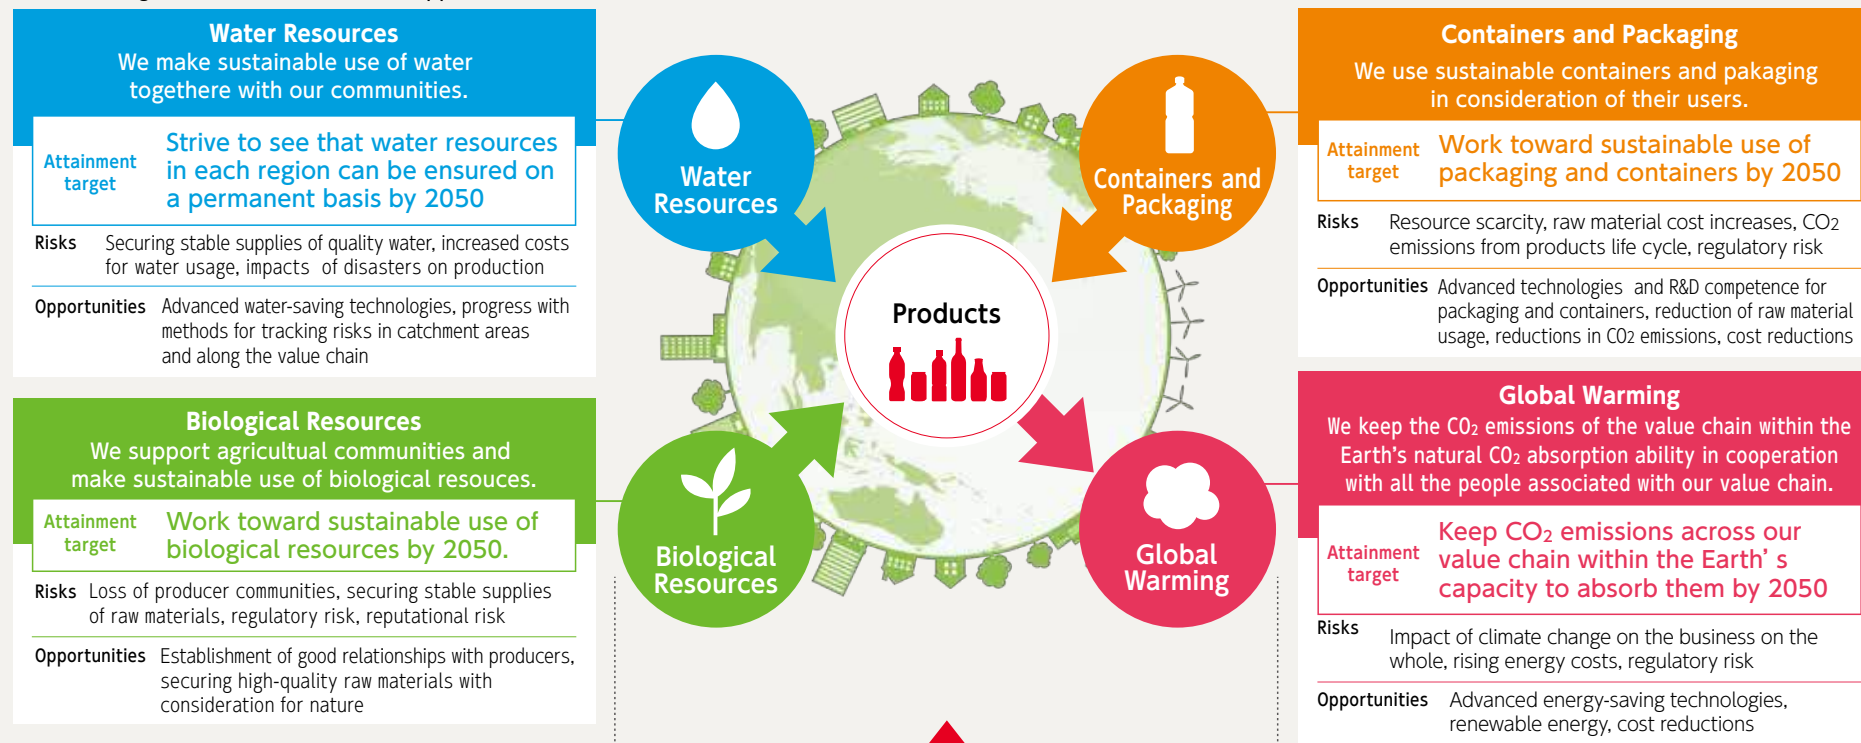 Water Resources
We make sustainable use of water
togethere with our communities.
Attainment
target
Strive to see that water resources
in each region can be ensured on
a permanent basis by 2050
Risks
Securing stable supplies of quality water, increased costs
for water usage, impacts of disasters on production
Opportunities
Advanced water-saving technologies, progress with
methods for tracking risks in catchment areas
and along the value chain
Biological Resources
We support agricultual communities and
make sustainable use of biological resouces.
Attainment
target
Work toward sustainable use of
biological resources by 2050.
Risks
Loss of producer communities, securing stable supplies
of raw materials, regulatory risk, reputational risk
Opportunities
Establishment of good relationships with producers,
securing high-quality raw materials with
consideration for nature
Water
Resources
Containers and
Packaging
Products
Biological
Resources
Global
Warming
Containers and Packaging
We use sustainable containers and pakaging
in consideration of their users.
Attainment
target
Work toward sustainable use of
packaging and containers by 2050
Risks
Resource scarcity, raw material cost increases, CO2
emissions from products life cycle, regulatory risk
Opportunities
Advanced technologies and R&D competence for
packaging and containers, reduction of raw material
usage, reductions in CO2 emissions, cost reductions
Global Warming
We keep the CO2 emissions of the value chain within the
Earth's natural CO2 absorption ability in cooperation
with all the people associated with our value chain.
Attainment
target
Keep CO2 emissions across our
value chain within the Earth' s
capacity to absorb them by 2050
Risks
Impact of climate change on the business on the
whole, rising energy costs, regulatory risk
Opportunities
Advanced energy-saving technologies,
renewable energy, cost reductions